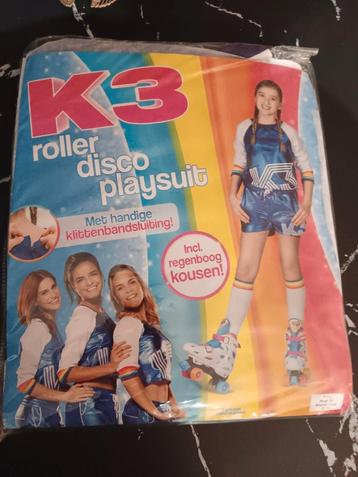 K3
roller
disco
playsuit
Met handige
klittenbandsluiting!
Incl.
regenboog
kousen!
K3